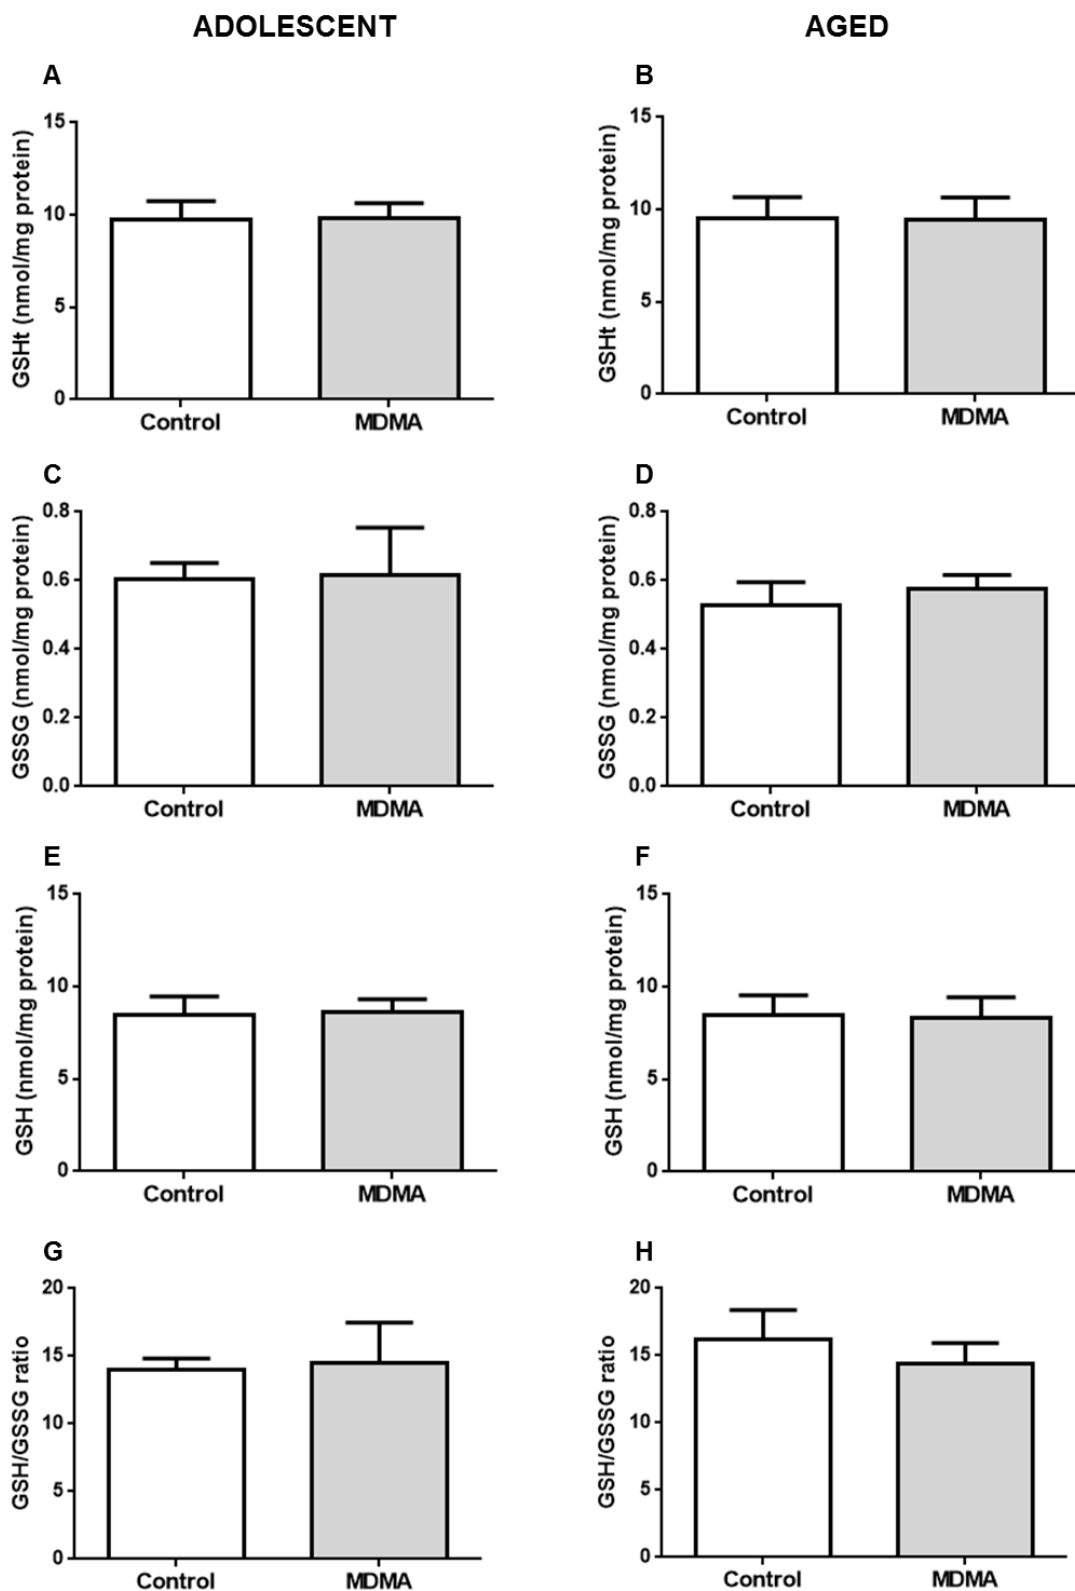 ADOLESCENT
AGED
A
B
GSHt (nmol/mg protein)
15
10
5
0
Control
MDMA
GSHt (nmol/mg protein)
15
10
5
0
Control
MDMA
C
D
GSSG (nmol/mg protein)
0.8
0.6
0.4
0.2
0.0
Control
MDMA
GSSG (nmol/mg protein)
0.8
0.6
0.4
0.2
0.0
Control
MDMA
E
F
GSH (nmol/mg protein)
15
10
5
0
Control
MDMA
GSH (nmol/mg protein)
15
10
5
0
Control
MDMA
G
H
GSH/GSSG ratio
20
15
10
5
0
Control
MDMA
GSH/GSSG ratio
20
15
10
5
0
Control
MDMA